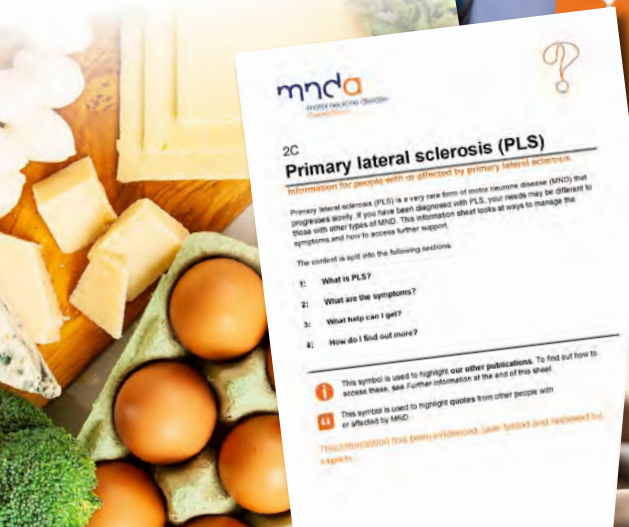 mnda
motor neurone disease
2C
Primary lateral sclerosis (PLS)
Information for people with or affected by primary lateral sclerosis
Primary lateral sclerosis (PLS) is a very rare form of motor neurone disease (MND) that
progresses slowly. If you have been diagnosed with PLS, your needs may be different to
those with other types of MND. This information sheet looks at ways to manage the
symptoms and how to access further support.
The content is split into the following sections:
1: What is PLS?
2: What are the symptoms?
3: What help can I get?
4: How do I find out more?
This symbol is used to highlight our other publications. To find out how to
access these, see Further information at the end of this sheet.
This symbol is used to highlight quotes from other people with
or affected by MND.
This information has been evidenced, user tested and reviewed by
experts.